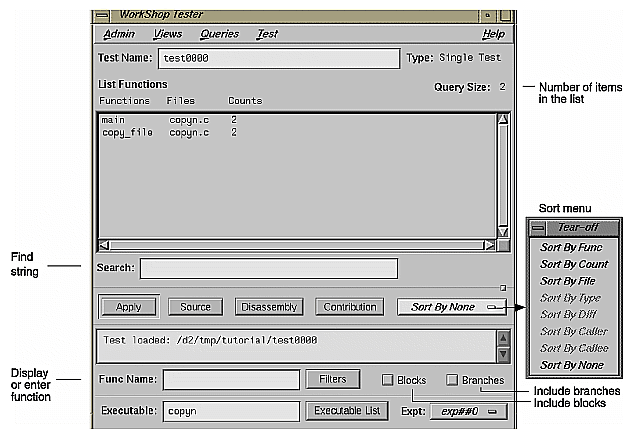 WorkShop Tester
Admin Views Queries Test Help
Test Name: test0000 Type: Single Test
List Functions
Query Size: 2
Number of items
in the list
Functions Files Counts
main copyn.c 2
copy_file copyn.c 2
Sort menu
Tear-off
Sort By Func
Sort By Count
Sort By File
Sort By Type
Sort By Diff
Sort By Caller
Sort By Callee
Sort By None
Find
string
Search:
Apply Source Disassembly Contribution Sort By None
Test loaded: /d2/tmp/tutorial/test0000
Display
or enter
function
Func Name: Filters Blocks Branches
Include branches
Include blocks
Executable: copyn Executable List Expt: exp##0